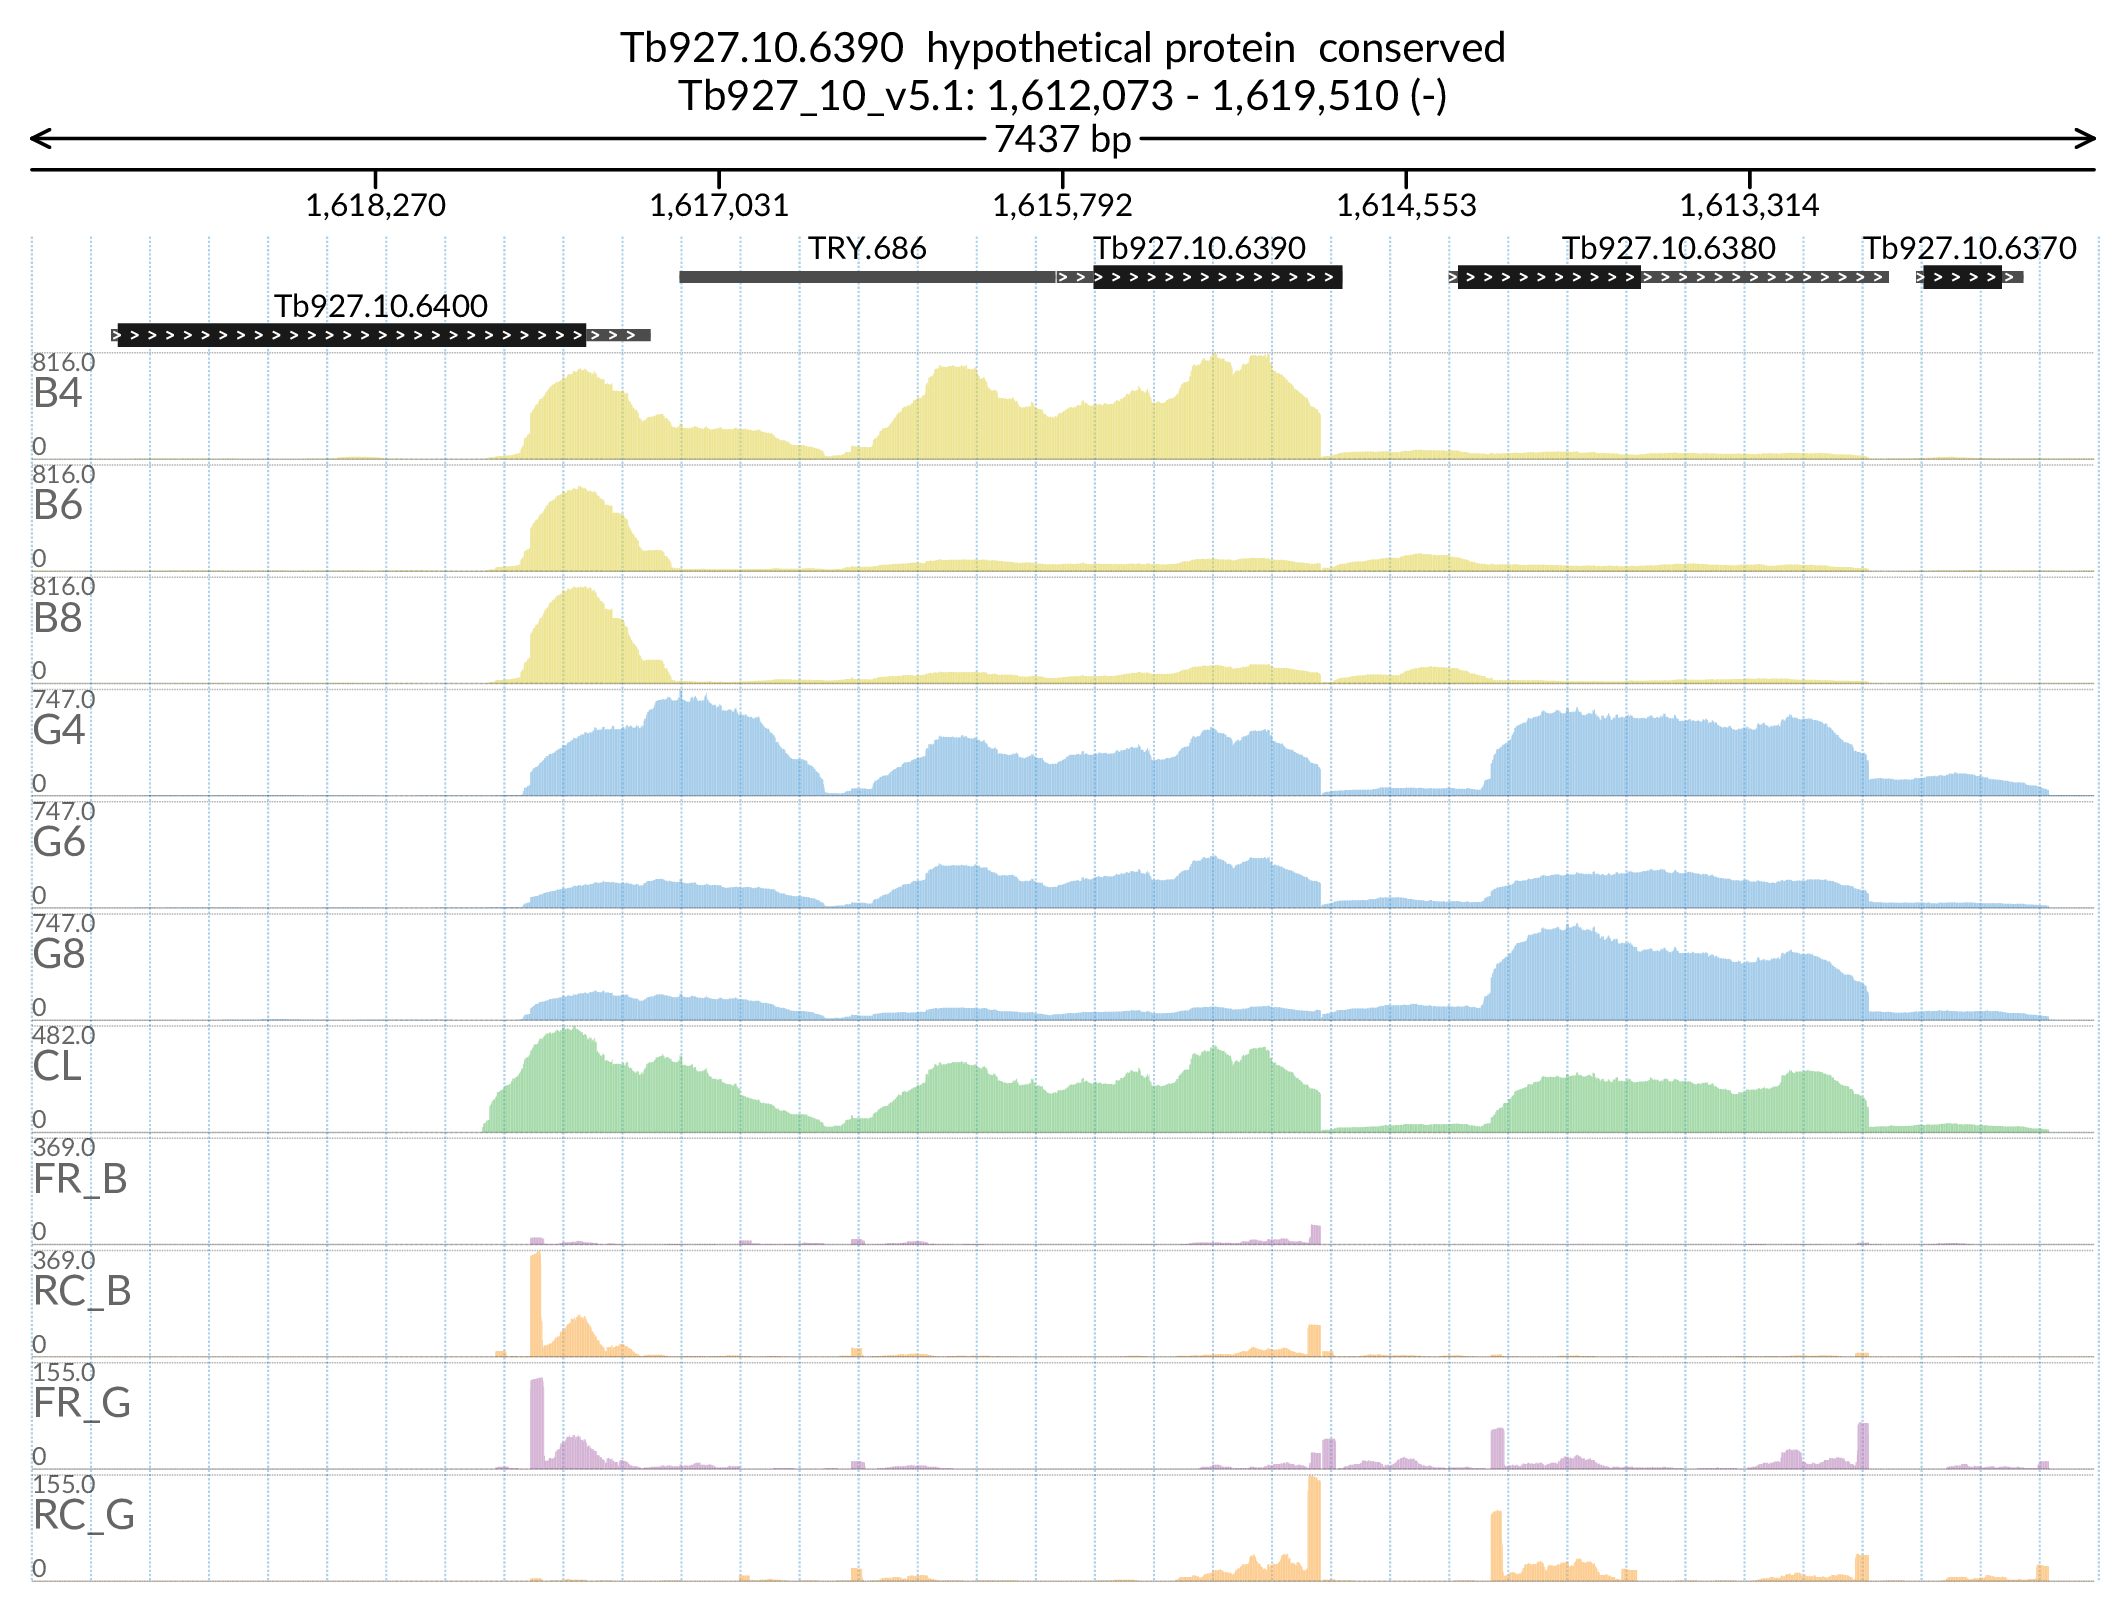 Tb927.10.6390 hypothetical protein conserved
Tb927_10_v5.1: 1,612,073 - 1,619,510 (-)
7437 bp
1,618,270 1,617,031 1,615,792 1,614,553 1,613,314
TRY.686 Tb927.10.6390 Tb927.10.6380 Tb927.10.6370
Tb927.10.6400
816.0
B4
0
816.0
B6
0
816.0
B8
0
747.0
G4
0
747.0
G6
0
747.0
G8
0
482.0
CL
0
369.0
FR_B
0
369.0
RC_B
0
155.0
FR_G
0
155.0
RC_G
0